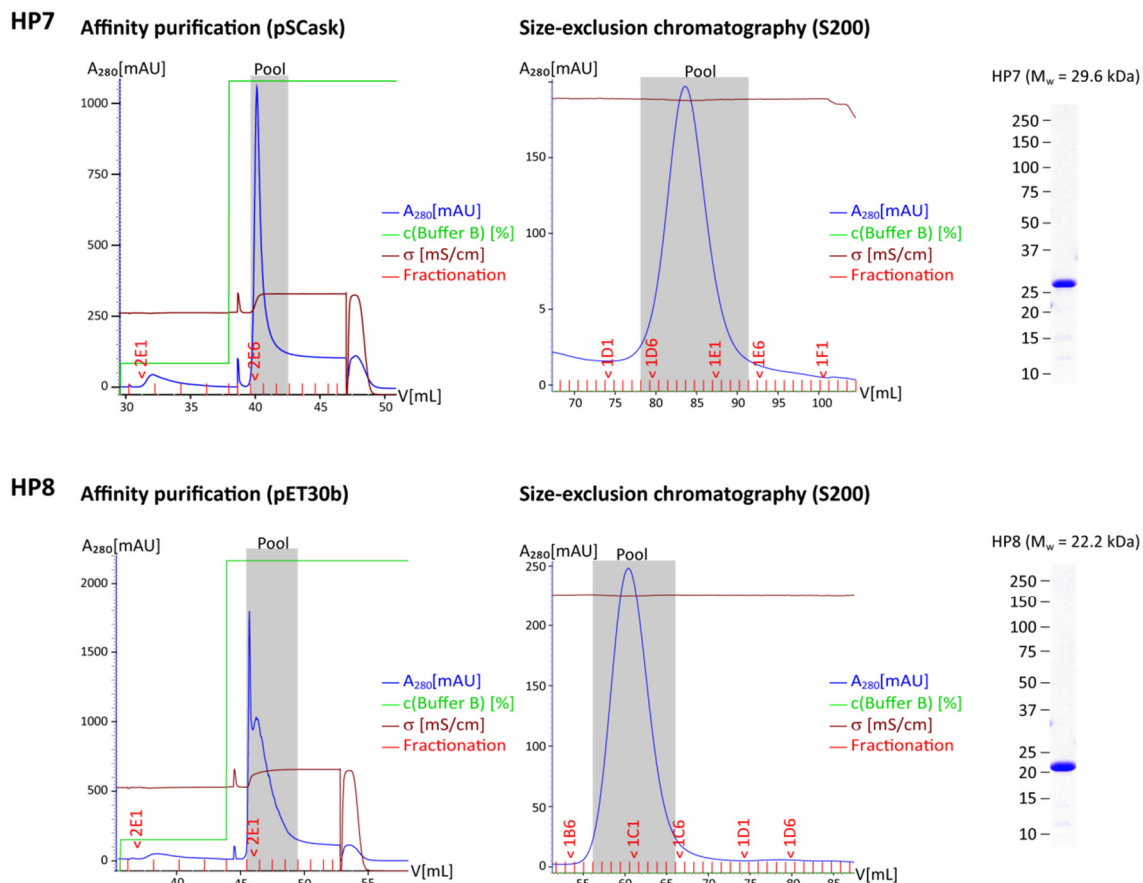 HP7
Affinity purification (pSCask)
Size-exclusion chromatography (S200)
A280[mAU]
Pool
1000
750
500
250
0
30
35
40
45
50
V[mL]
< 2E1
< 2E6
A280[mAU]
c(Buffer B) [%]
σ [mS/cm]
Fractionation
A280[mAU]
Pool
150
100
5
0
70
75
80
85
90
95
100
V[mL]
< 1D1
< 1D6
< 1E1
< 1E6
< 1F1
A280[mAU]
c(Buffer B) [%]
σ [mS/cm]
Fractionation
HP7 (Mw = 29.6 kDa)
250
150
100
75
50
37
25
20
15
10
HP8
Affinity purification (pET30b)
Size-exclusion chromatography (S200)
A280[mAU]
Pool
2000
1500
1000
500
0
40
45
50
55
V[mL]
< 2E1
< 2E1
A280[mAU]
c(Buffer B) [%]
σ [mS/cm]
Fractionation
A280[mAU]
Pool
250
200
150
100
50
0
55
60
65
70
75
80
85
V[mL]
< 1B6
< 1C1
< 1C6
< 1D1
< 1D6
A280[mAU]
c(Buffer B) [%]
σ [mS/cm]
Fractionation
HP8 (Mw = 22.2 kDa)
250
150
100
75
50
37
25
20
15
10